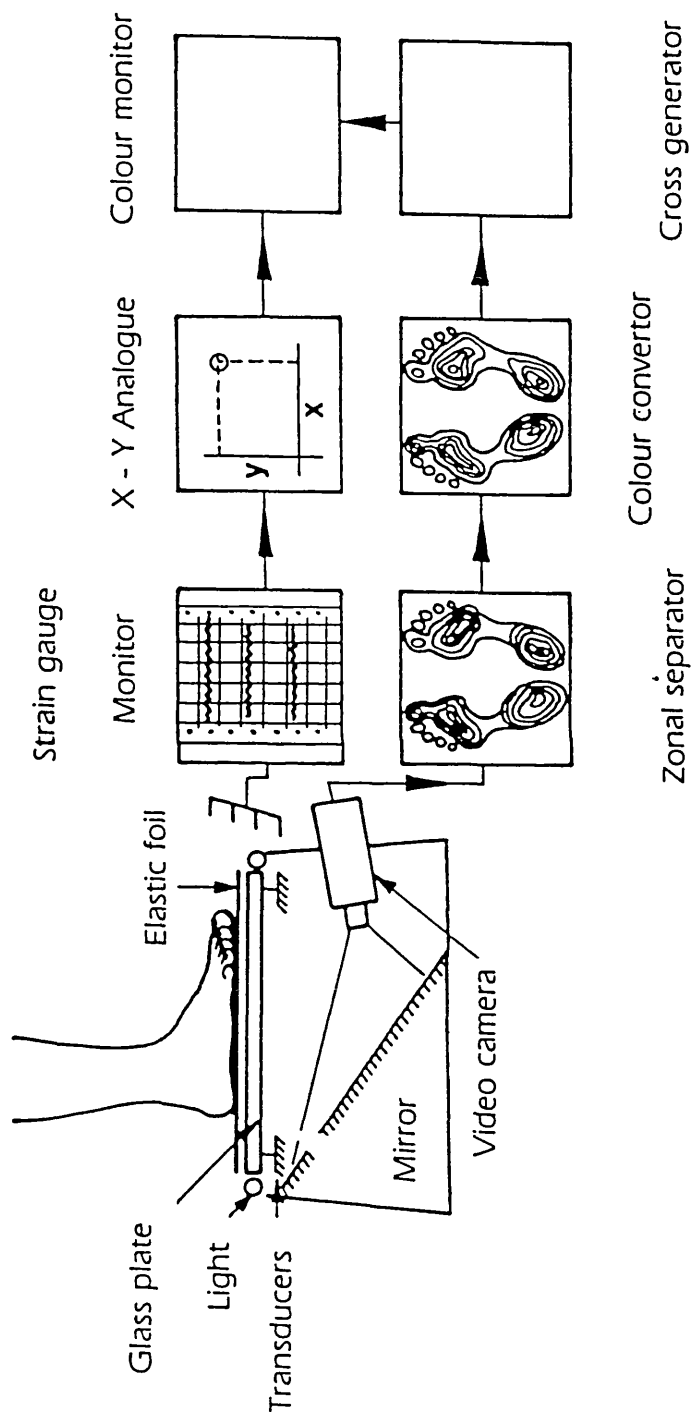 Glass plate
Light
Transducers
Elastic foil
Mirror
Video camera
Strain gauge
Monitor
X - Y Analogue
Colour monitor
y
X
Zonal separator
Colour convertor
Cross generator